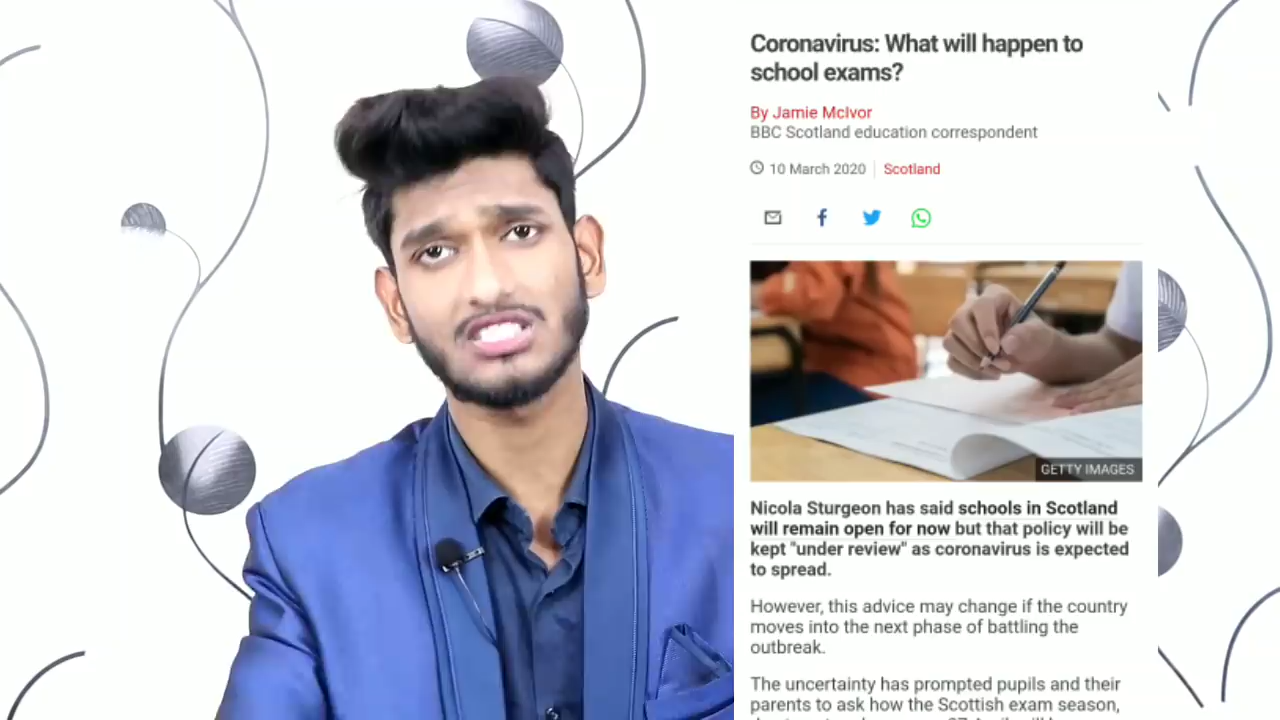 Coronavirus: What will happen to
school exams?
By Jamie McIvor
BBC Scotland education correspondent
10 March 2020
Scotland
GETTY IMAGES
Nicola Sturgeon has said schools in Scotland
will remain open for now but that policy will be
kept "under review" as coronavirus is expected
to spread.
However, this advice may change if the country
moves into the next phase of battling the
outbreak.
The uncertainty has prompted pupils and their
parents to ask how the Scottish exam season,